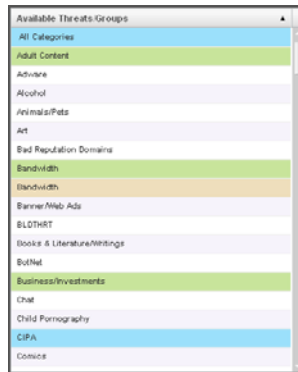 Available Threats/Groups
All Categories
Adult Content
Adware
Alcohol
Animals/Pets
Art
Bad Reputation Domains
Bandwidth
Bandwidth
Banner/Web Ads
BLDTHRT
Books & Literature/Writings
BotNet
Business/Investments
Chat
Child Pornography
CIPA
Comics